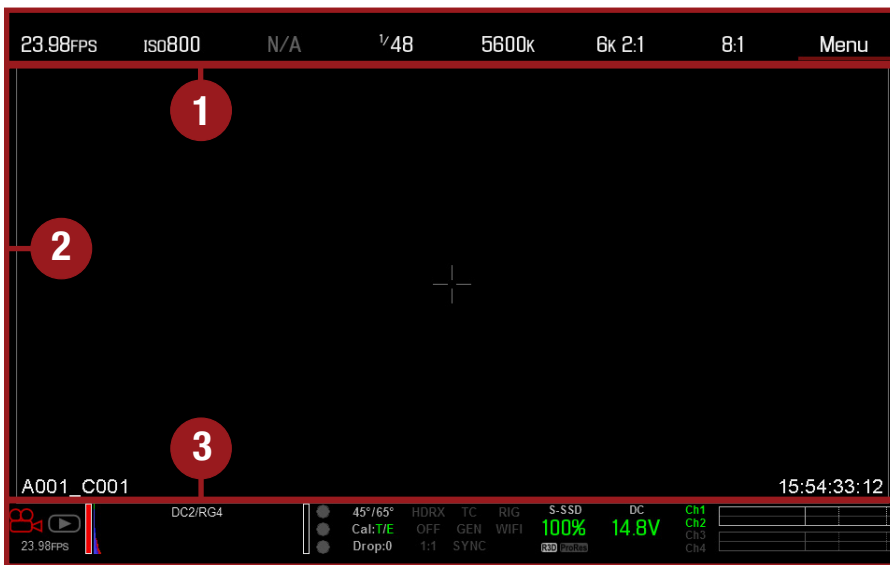 23.98FPS ISO800 N/A 1/48 5600K 6K 2:1 8:1 Menu
1
2
3
A001_C001 15:54:33:12
DC2/RG4 45°/65° HDRX TC RIG S-SSD DC Ch1
Cal:T/E OFF GEN WIFI 100% 14.8V Ch2
23.98FPS Drop:0 1:1 SYNC R3D ProRes Ch3
Ch4